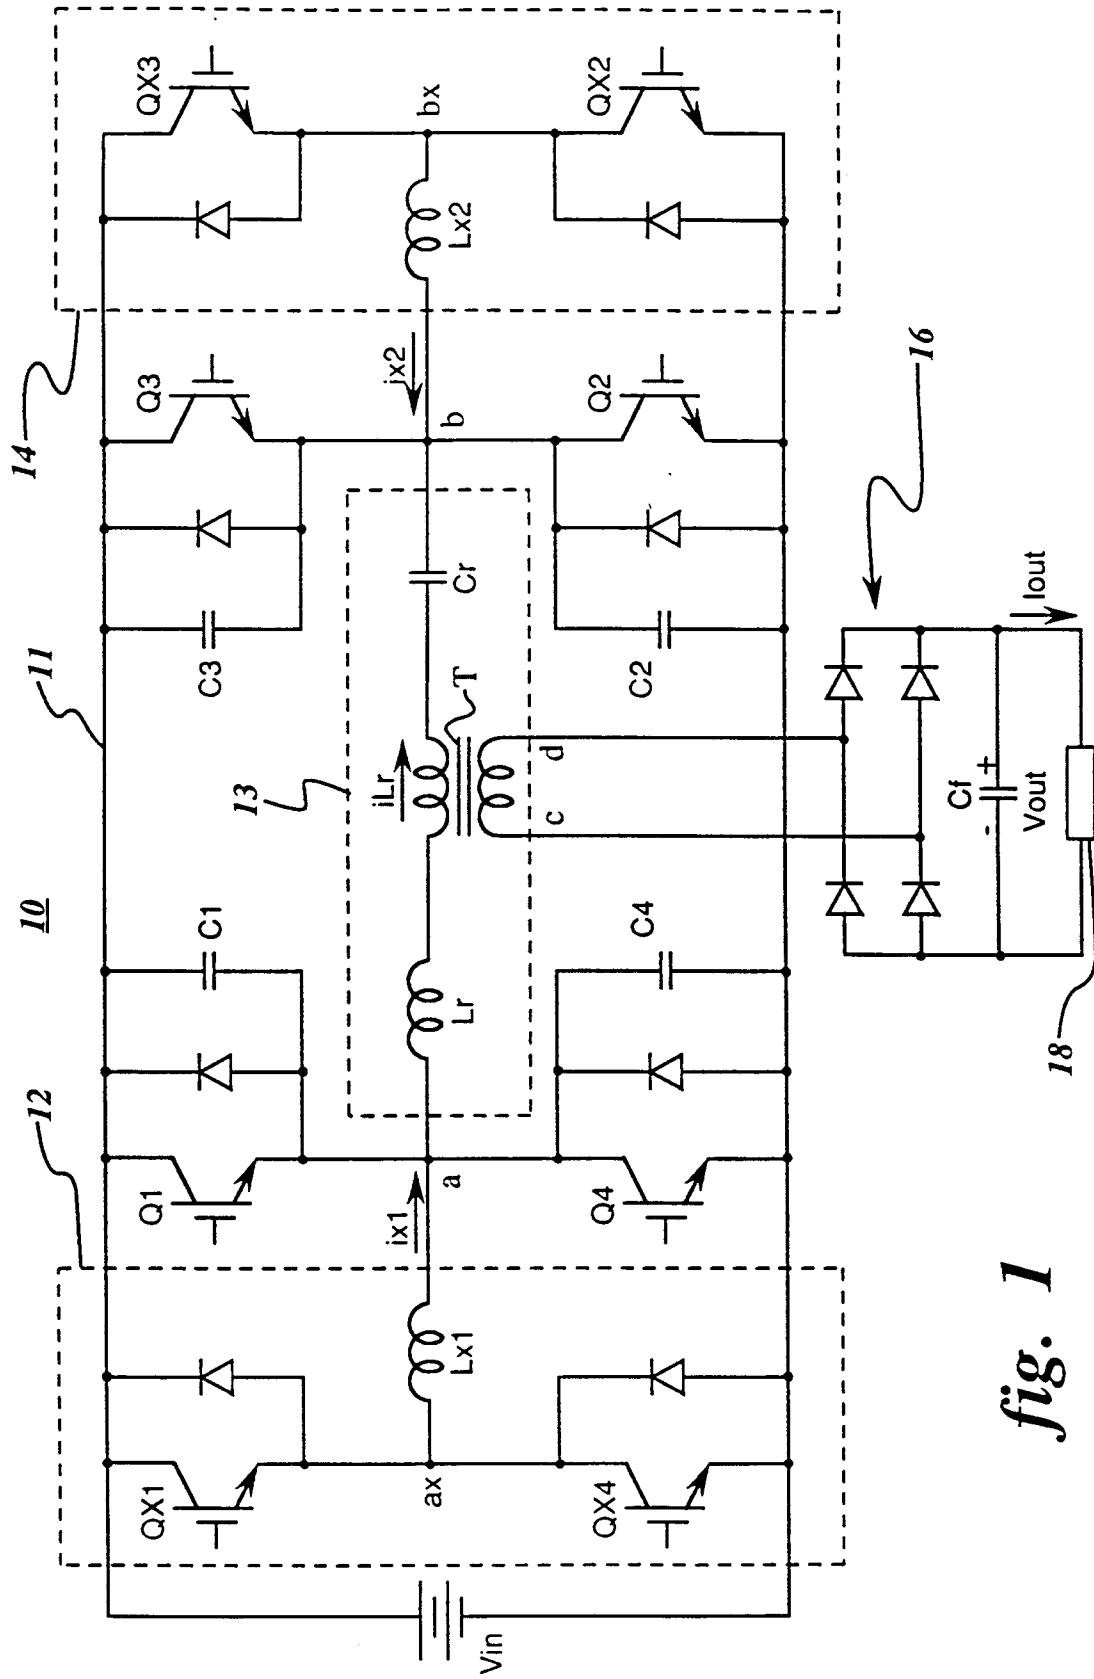 10
11
12
13
14
16
18
QX1
Q1
C1
C3
Q3
QX3
Vin
ax
Lx1
ix1
a
Lr
iLr
T
Cr
b
ix2
Lx2
bx
c
d
QX4
Q4
C4
C2
Q2
QX2
Cf
+
-
Vout
Iout
fig. 1